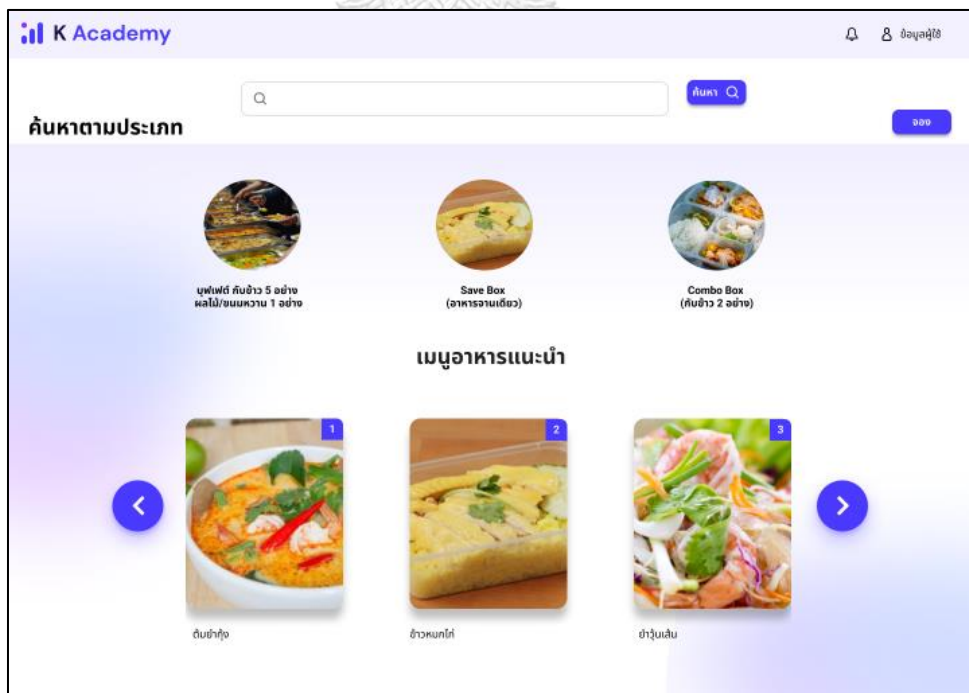 K Academy
ข้อมูลผู้ใช้
ค้นหา
ค้นหาตามประเภท
จอง
บุฟเฟต์ กับข้าว 5 อย่าง
ผลไม้/ขนมหวาน 1 อย่าง
Save Box
(อาหารจานเดียว)
Combo Box
(กับข้าว 2 อย่าง)
เมนูอาหารแนะนำ
1
2
3
ต้มยำกุ้ง
ข้าวหมกไก่
ยำวุ้นเส้น